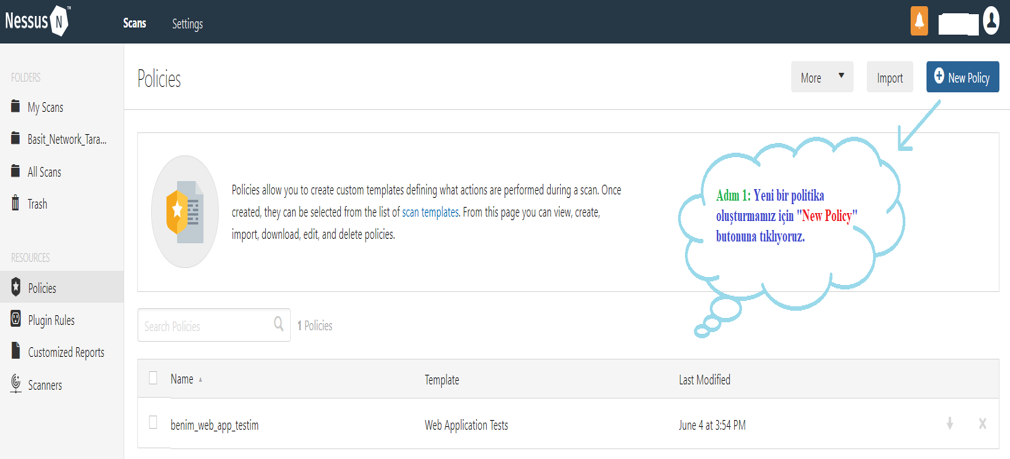 Nessus N
Scans
Settings
FOLDERS
My Scans
Basit_Network_Tara...
All Scans
Trash
RESOURCES
Policies
Plugin Rules
Customized Reports
Scanners
Policies
More
Import
New Policy
Policies allow you to create custom templates defining what actions are performed during a scan. Once
created, they can be selected from the list of scan templates. From this page you can view, create,
import, download, edit, and delete policies.
Adım 1: Yeni bir politika
oluşturmamız için "New Policy"
butonuna tıklıyoruz.
Search Policies
1 Policies
Name
Template
Last Modified
benim_web_app_testim
Web Application Tests
June 4 at 3:54 PM